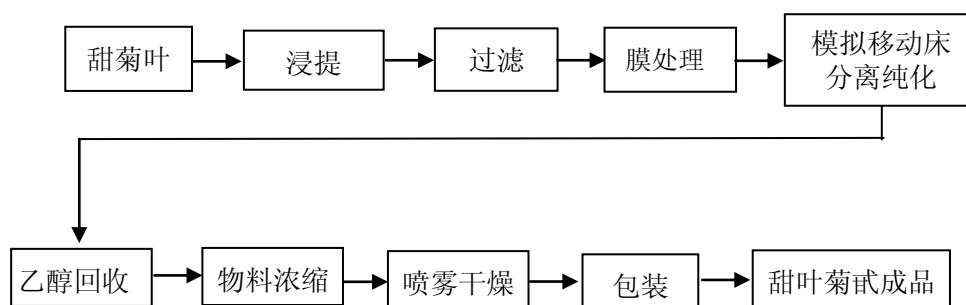 甜菊叶
浸提
过滤
膜处理
模拟移动床
分离纯化
乙醇回收
物料浓缩
喷雾干燥
包装
甜叶菊甙成品